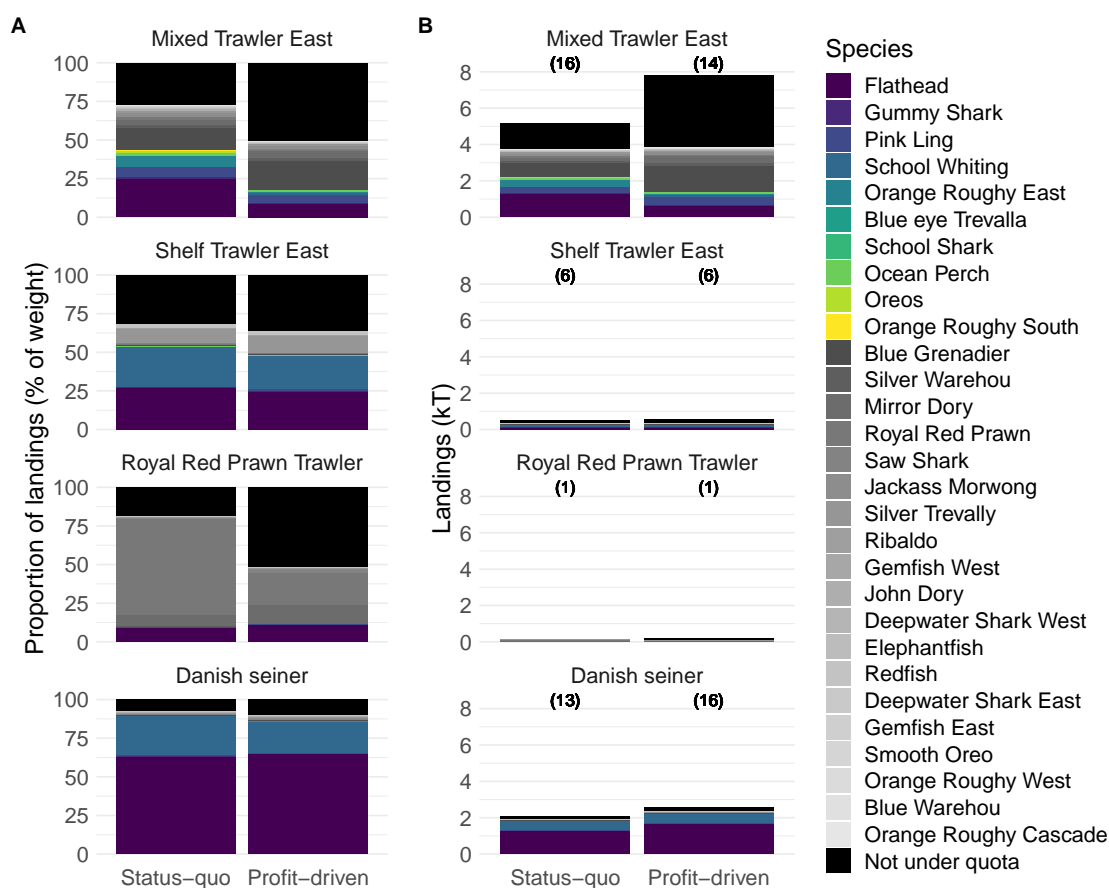 A
Proportion of landings (% of weight)
Mixed Trawler East
100
75
50
25
0
Shelf Trawler East
100
75
50
25
0
Royal Red Prawn Trawler
100
75
50
25
0
Danish seiner
100
75
50
25
0
Status−quo Profit−driven
B
Landings (kT)
Mixed Trawler East
(16) (14)
8
6
4
2
0
Shelf Trawler East
(6) (6)
8
6
4
2
0
Royal Red Prawn Trawler
(1) (1)
8
6
4
2
0
Danish seiner
(13) (16)
8
6
4
2
0
Status−quo Profit−driven
Species
Flathead
Gummy Shark
Pink Ling
School Whiting
Orange Roughy East
Blue eye Trevalla
School Shark
Ocean Perch
Oreos
Orange Roughy South
Blue Grenadier
Silver Warehou
Mirror Dory
Royal Red Prawn
Saw Shark
Jackass Morwong
Silver Trevally
Ribaldo
Gemfish West
John Dory
Deepwater Shark West
Elephantfish
Redfish
Deepwater Shark East
Gemfish East
Smooth Oreo
Orange Roughy West
Blue Warehou
Orange Roughy Cascade
Not under quota